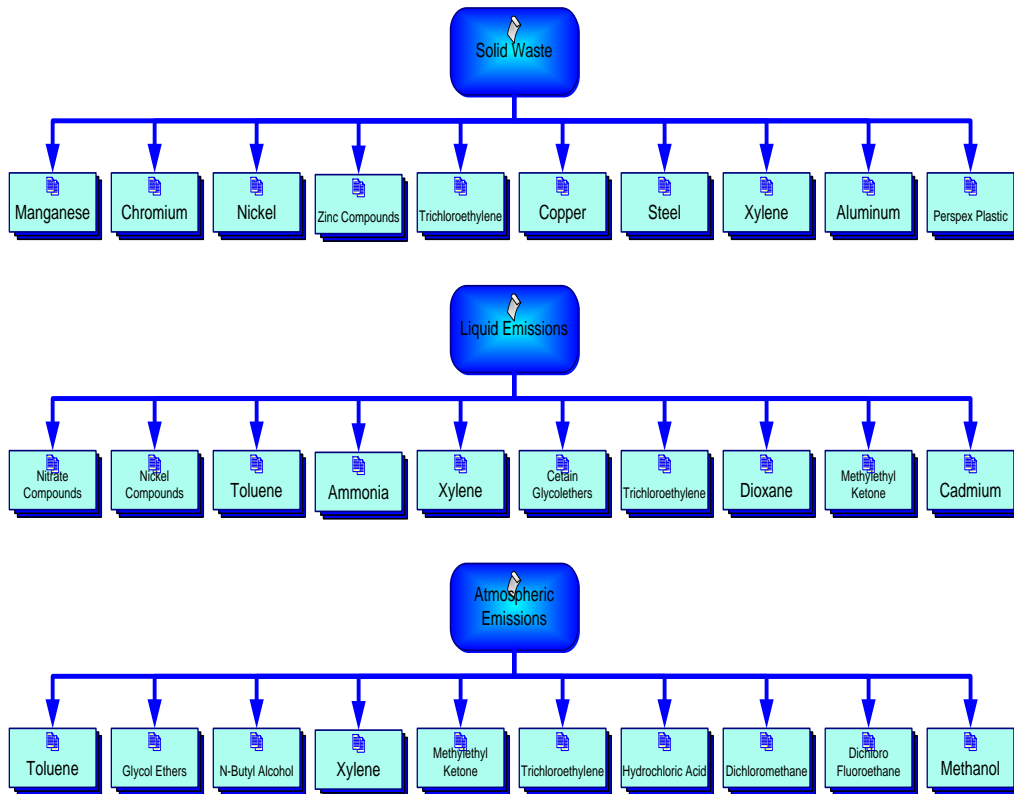 Solid Waste
Manganese
Chromium
Nickel
Zinc Compounds
Trichloroethylene
Copper
Steel
Xylene
Aluminum
Perspex Plastic
Liquid Emissions
Nitrate
Compounds
Nickel
Compounds
Toluene
Ammonia
Xylene
Cetain
Glycolethers
Trichloroethylene
Dioxane
Methylethyl
Ketone
Cadmium
Atmospheric
Emissions
Toluene
Glycol Ethers
N-Butyl Alcohol
Xylene
Methylethyl
Ketone
Trichloroethylene
Hydrochloric Acid
Dichloromethane
Dichloro
Fluoroethane
Methanol